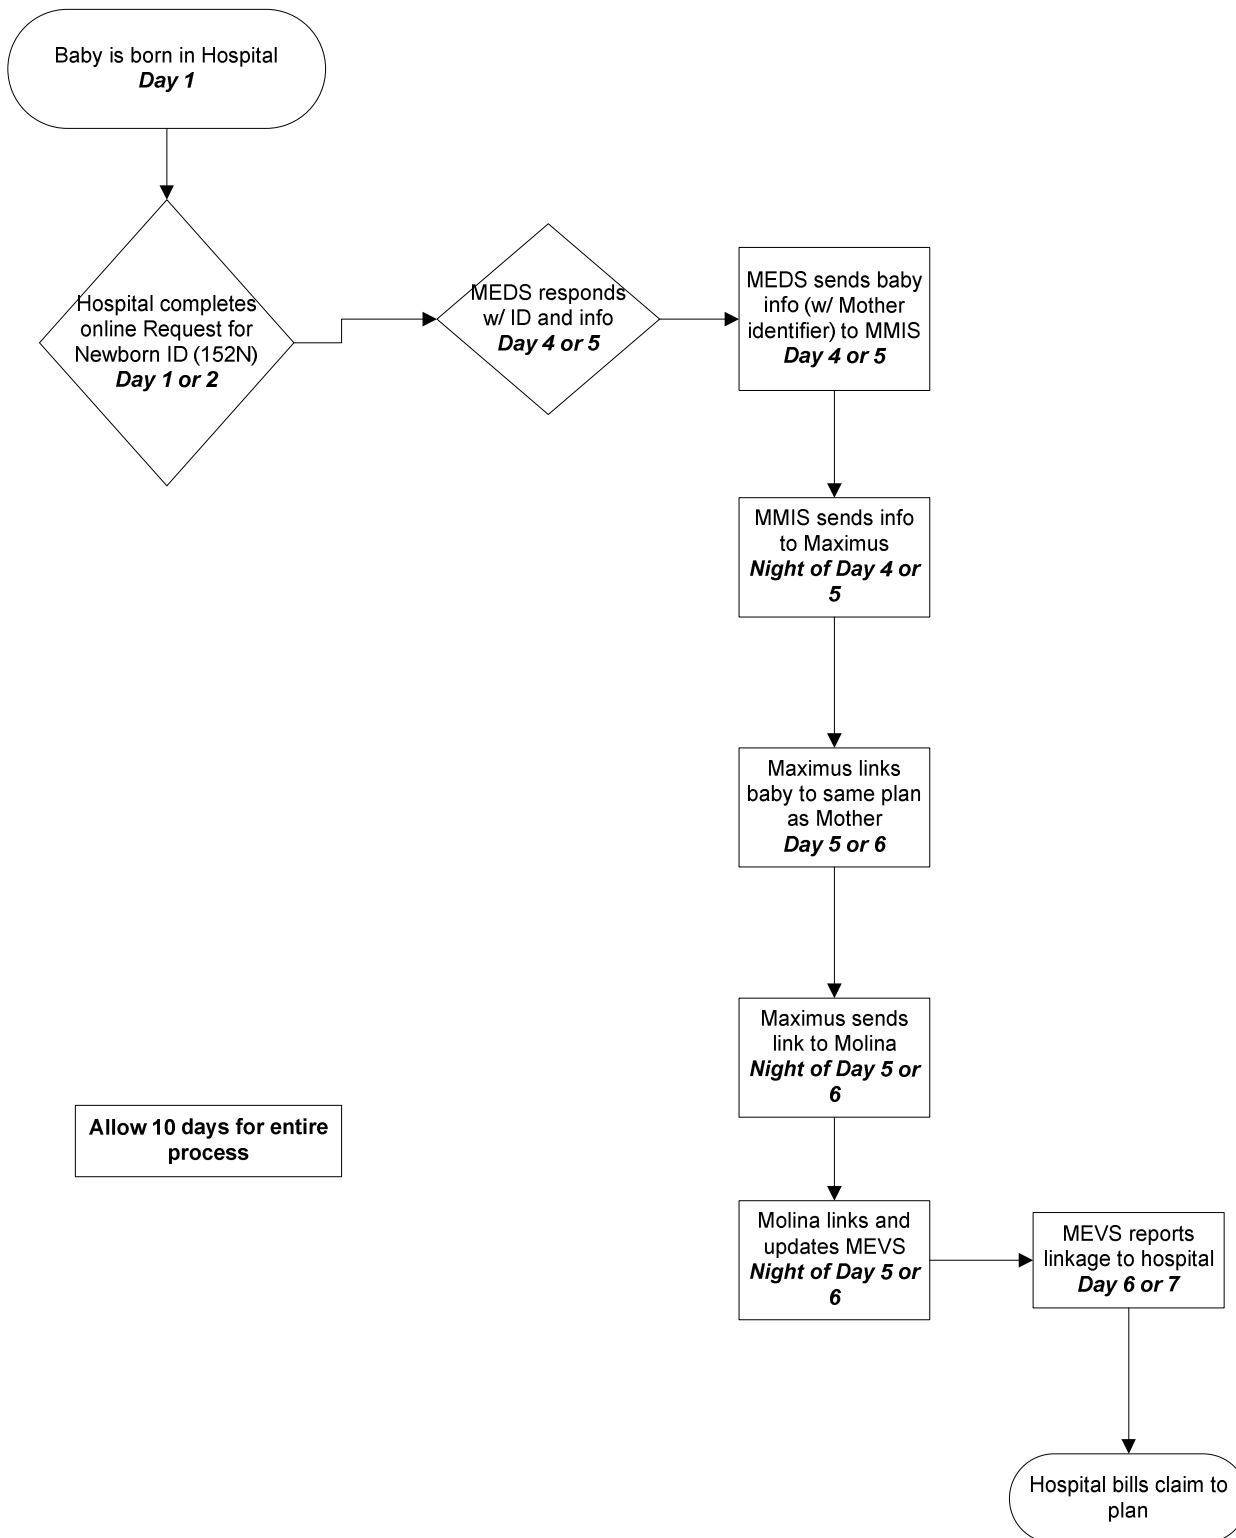 Baby is born in Hospital
Day 1
Hospital completes
online Request for
Newborn ID (152N)
Day 1 or 2
MEDS responds
w/ ID and info
Day 4 or 5
MEDS sends baby
info (w/ Mother
identifier) to MMIS
Day 4 or 5
MMIS sends info
to Maximus
Night of Day 4 or
5
Maximus links
baby to same plan
as Mother
Day 5 or 6
Maximus sends
link to Molina
Night of Day 5 or
6
Allow 10 days for entire
process
Molina links and
updates MEVS
Night of Day 5 or
6
MEVS reports
linkage to hospital
Day 6 or 7
Hospital bills claim to
plan